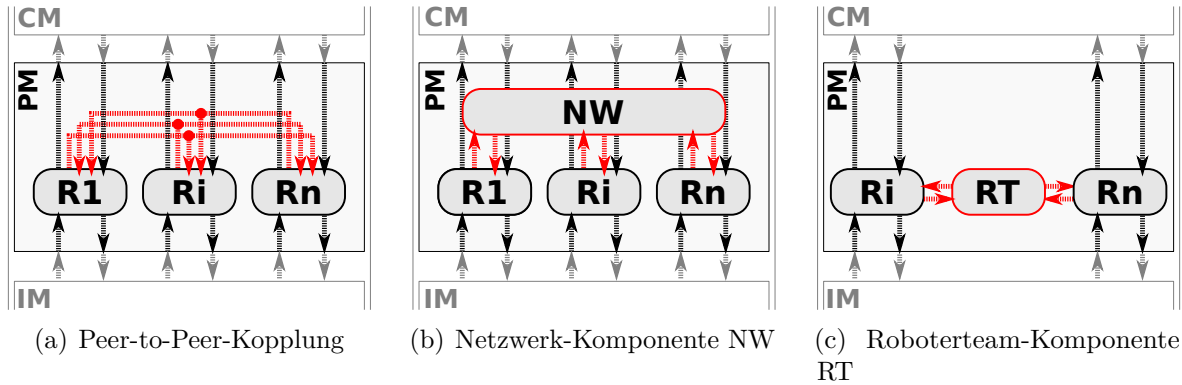 CM
PM
NW
R1 Ri Rn
IM
(a) Peer-to-Peer-Kopplung
CM
PM
NW
R1 Ri Rn
IM
(b) Netzwerk-Komponente NW
CM
PM
Ri RT Rn
IM
(c) Roboterteam-Komponente
RT